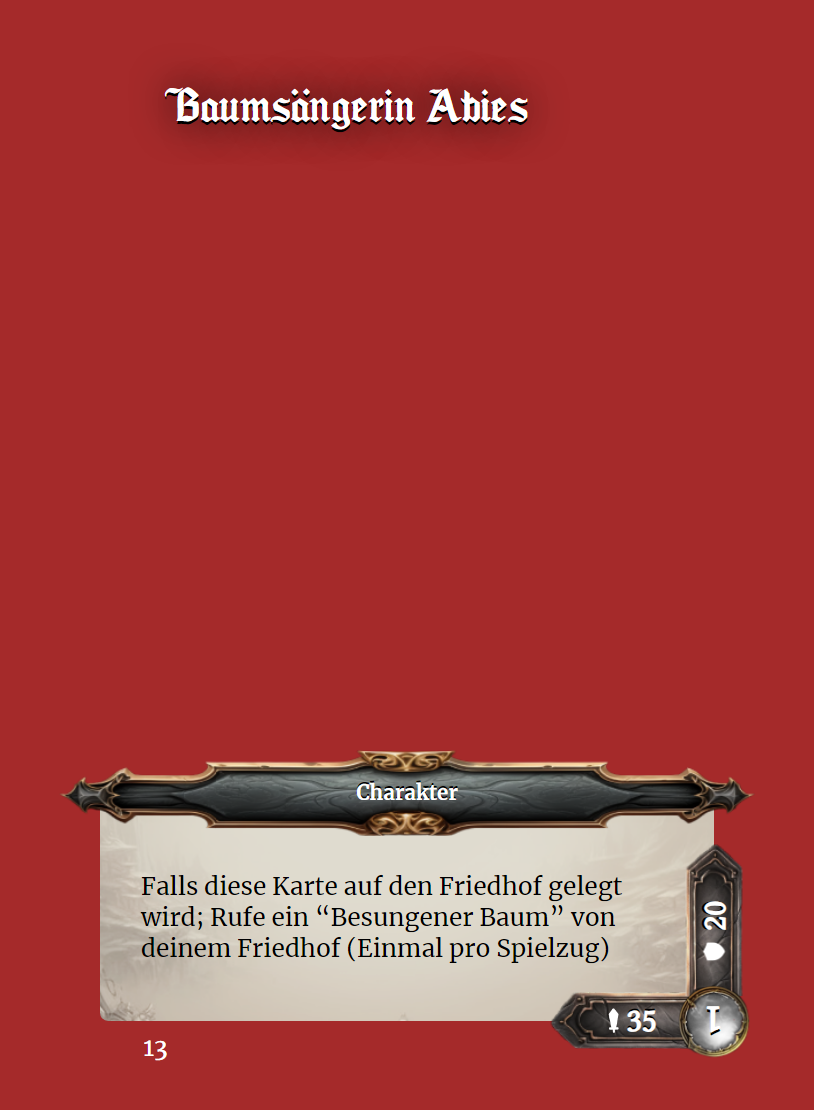 Baumsängerin Abies
Charakter
Falls diese Karte auf den Friedhof gelegt
wird; Rufe ein “Besungener Baum” von
deinem Friedhof (Einmal pro Spielzug)
20
35
1
13